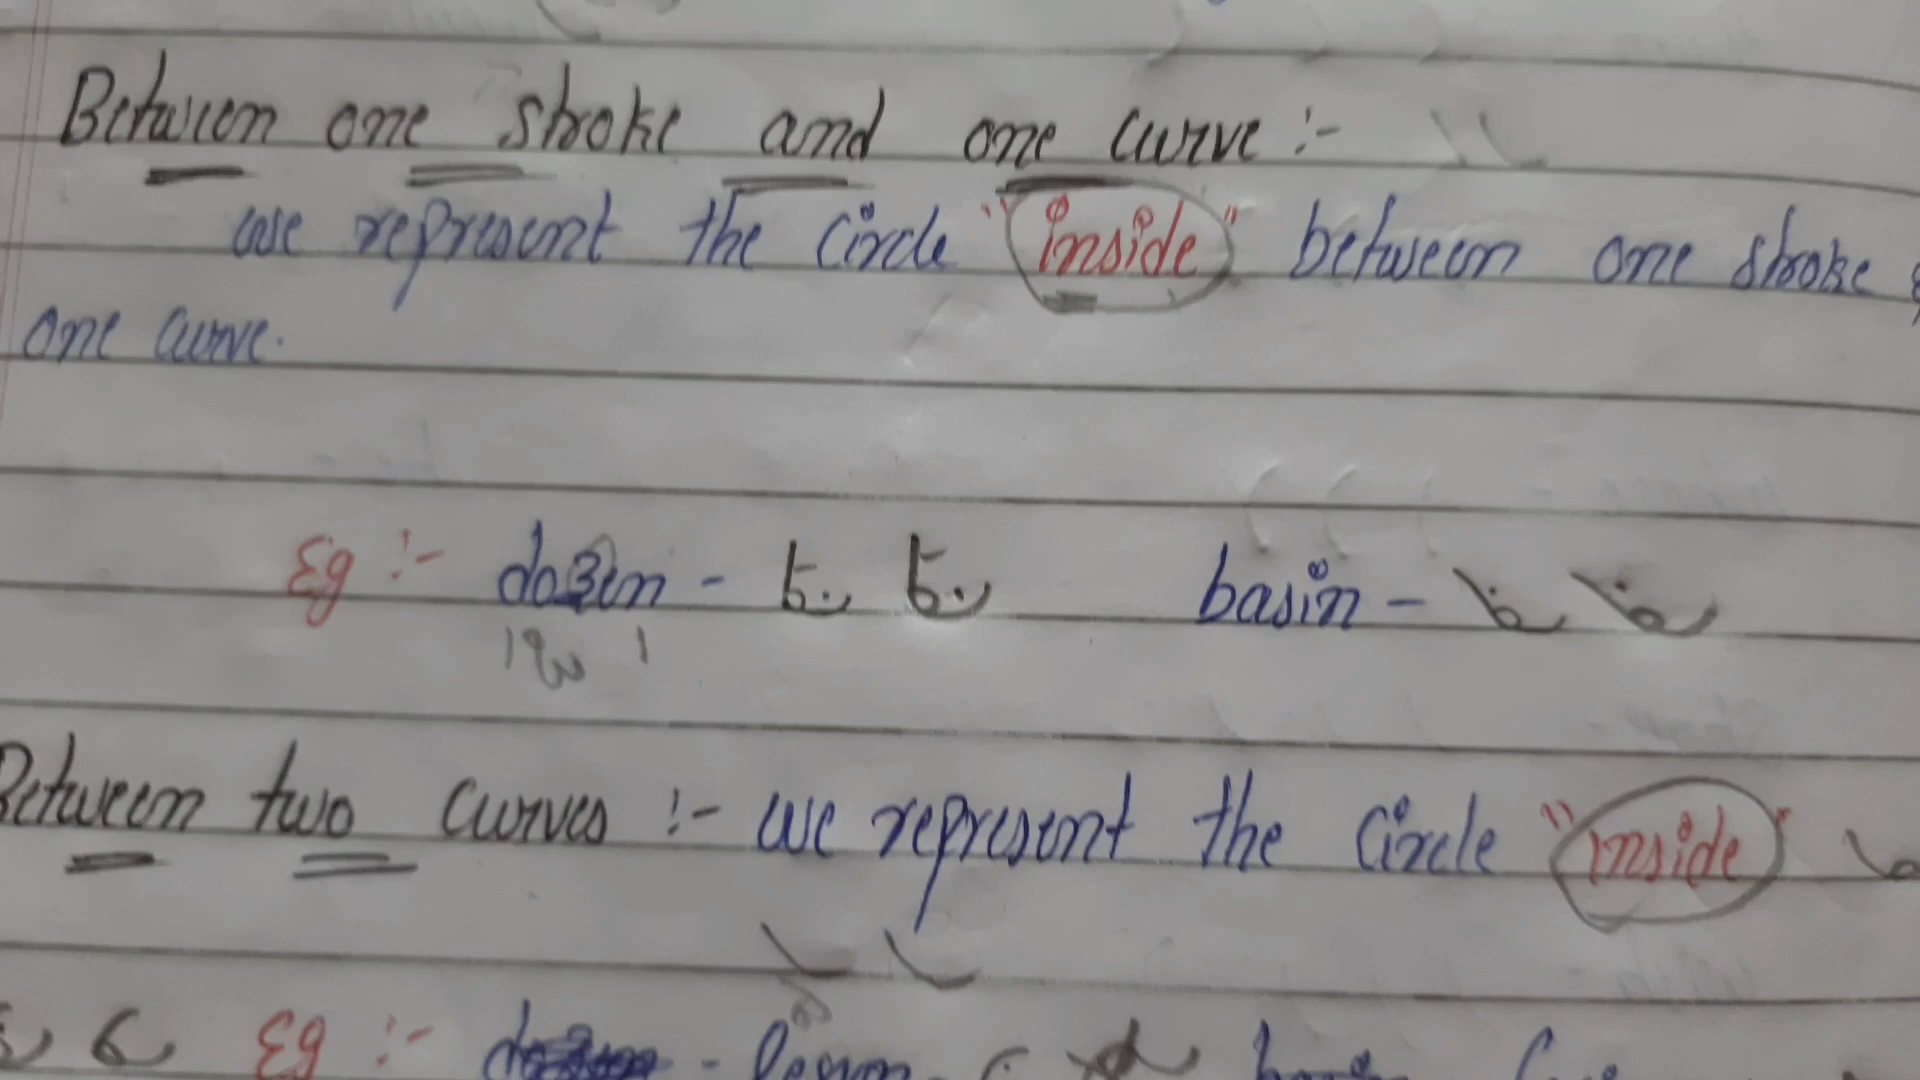 Between one stroke and one curve :-
we represent the circle "inside" between one stroke &
one curve.
Eg :- dozen - basin -
Between two curves :- we represent the circle "inside"
Eg :-